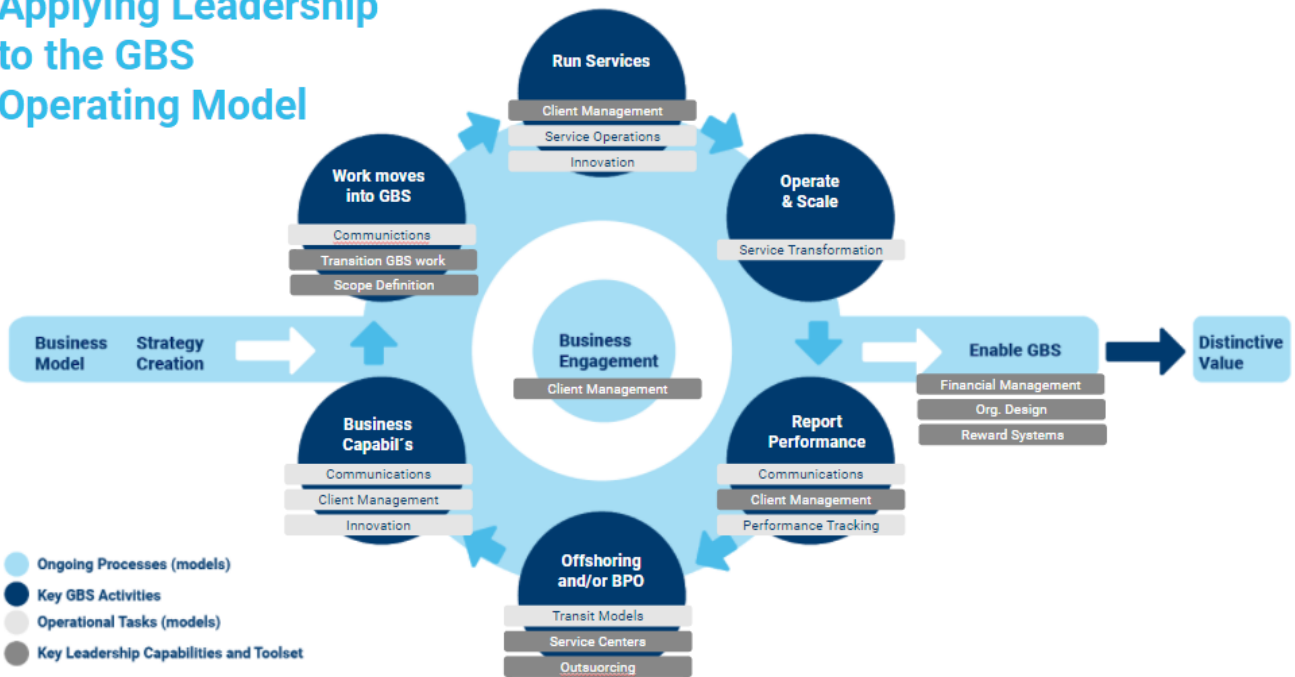 Applying Leadership
to the GBS
Operating Model
Run Services
Client Management
Service Operations
Innovation
Work moves
into GBS
Communictions
Transition GBS work
Scope Definition
Operate
& Scale
Service Transformation
Business
Model
Strategy
Creation
Business
Engagement
Client Management
Enable GBS
Financial Management
Org. Design
Reward Systems
Distinctive
Value
Business
Capabil´s
Communications
Client Management
Innovation
Report
Performance
Communications
Client Management
Performance Tracking
Offshoring
and/or BPO
Transit Models
Service Centers
Outsuorcing
Ongoing Processes (models)
Key GBS Activities
Operational Tasks (models)
Key Leadership Capabilities and Toolset